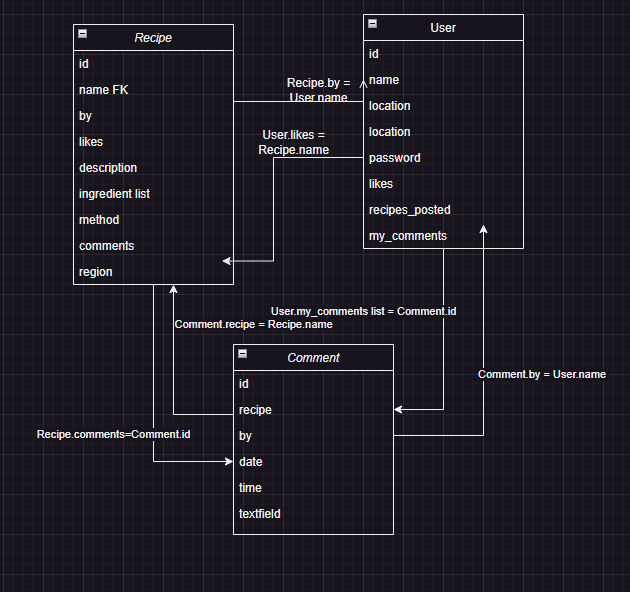 Recipe
id
name FK
by
likes
description
ingredient list
method
comments
region
User
id
name
location
location
password
likes
recipes_posted
my_comments
Recipe.by =
User.name
User.likes =
Recipe.name
User.my_comments list = Comment.id
Comment.recipe = Recipe.name
Comment.by = User.name
Recipe.comments=Comment.id
Comment
id
recipe
by
date
time
textfield